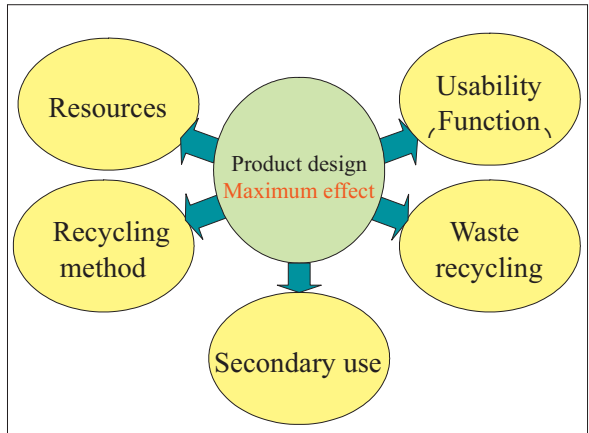 Resources
Usability
(Function)
Product design
Maximum effect
Recycling
method
Waste
recycling
Secondary use